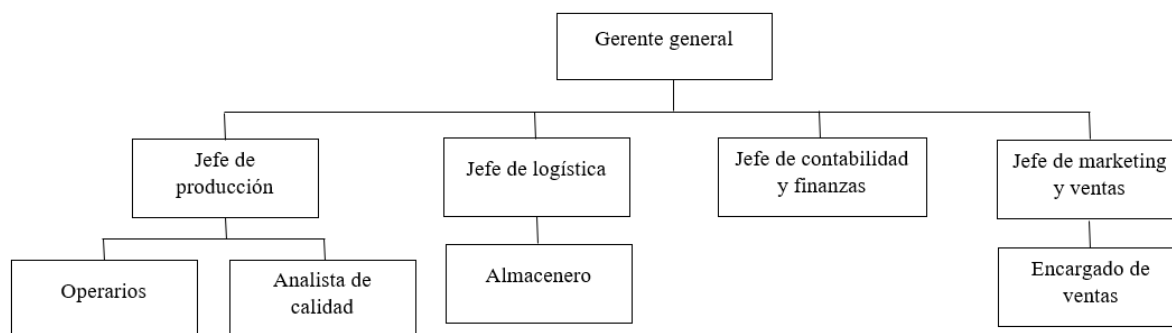 Gerente general
Jefe de
producción
Jefe de logística
Jefe de contabilidad
y finanzas
Jefe de marketing
y ventas
Operarios
Analista de
calidad
Almacenero
Encargado de
ventas